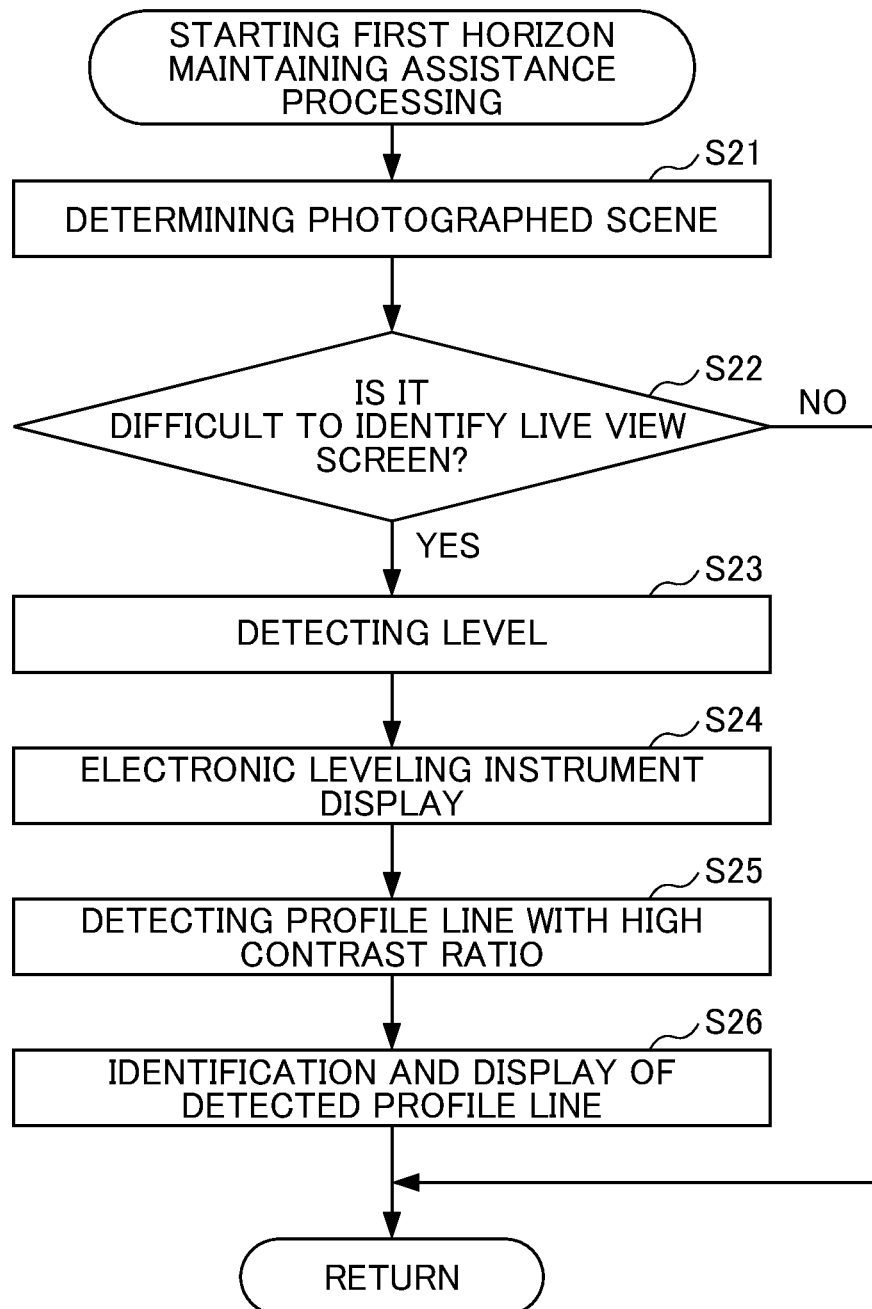 STARTING FIRST HORIZON
MAINTAINING ASSISTANCE
PROCESSING
S21
DETERMINING PHOTOGRAPHED SCENE
S22
IS IT
DIFFICULT TO IDENTIFY LIVE VIEW
SCREEN?
NO
YES
S23
DETECTING LEVEL
S24
ELECTRONIC LEVELING INSTRUMENT
DISPLAY
S25
DETECTING PROFILE LINE WITH HIGH
CONTRAST RATIO
S26
IDENTIFICATION AND DISPLAY OF
DETECTED PROFILE LINE
RETURN